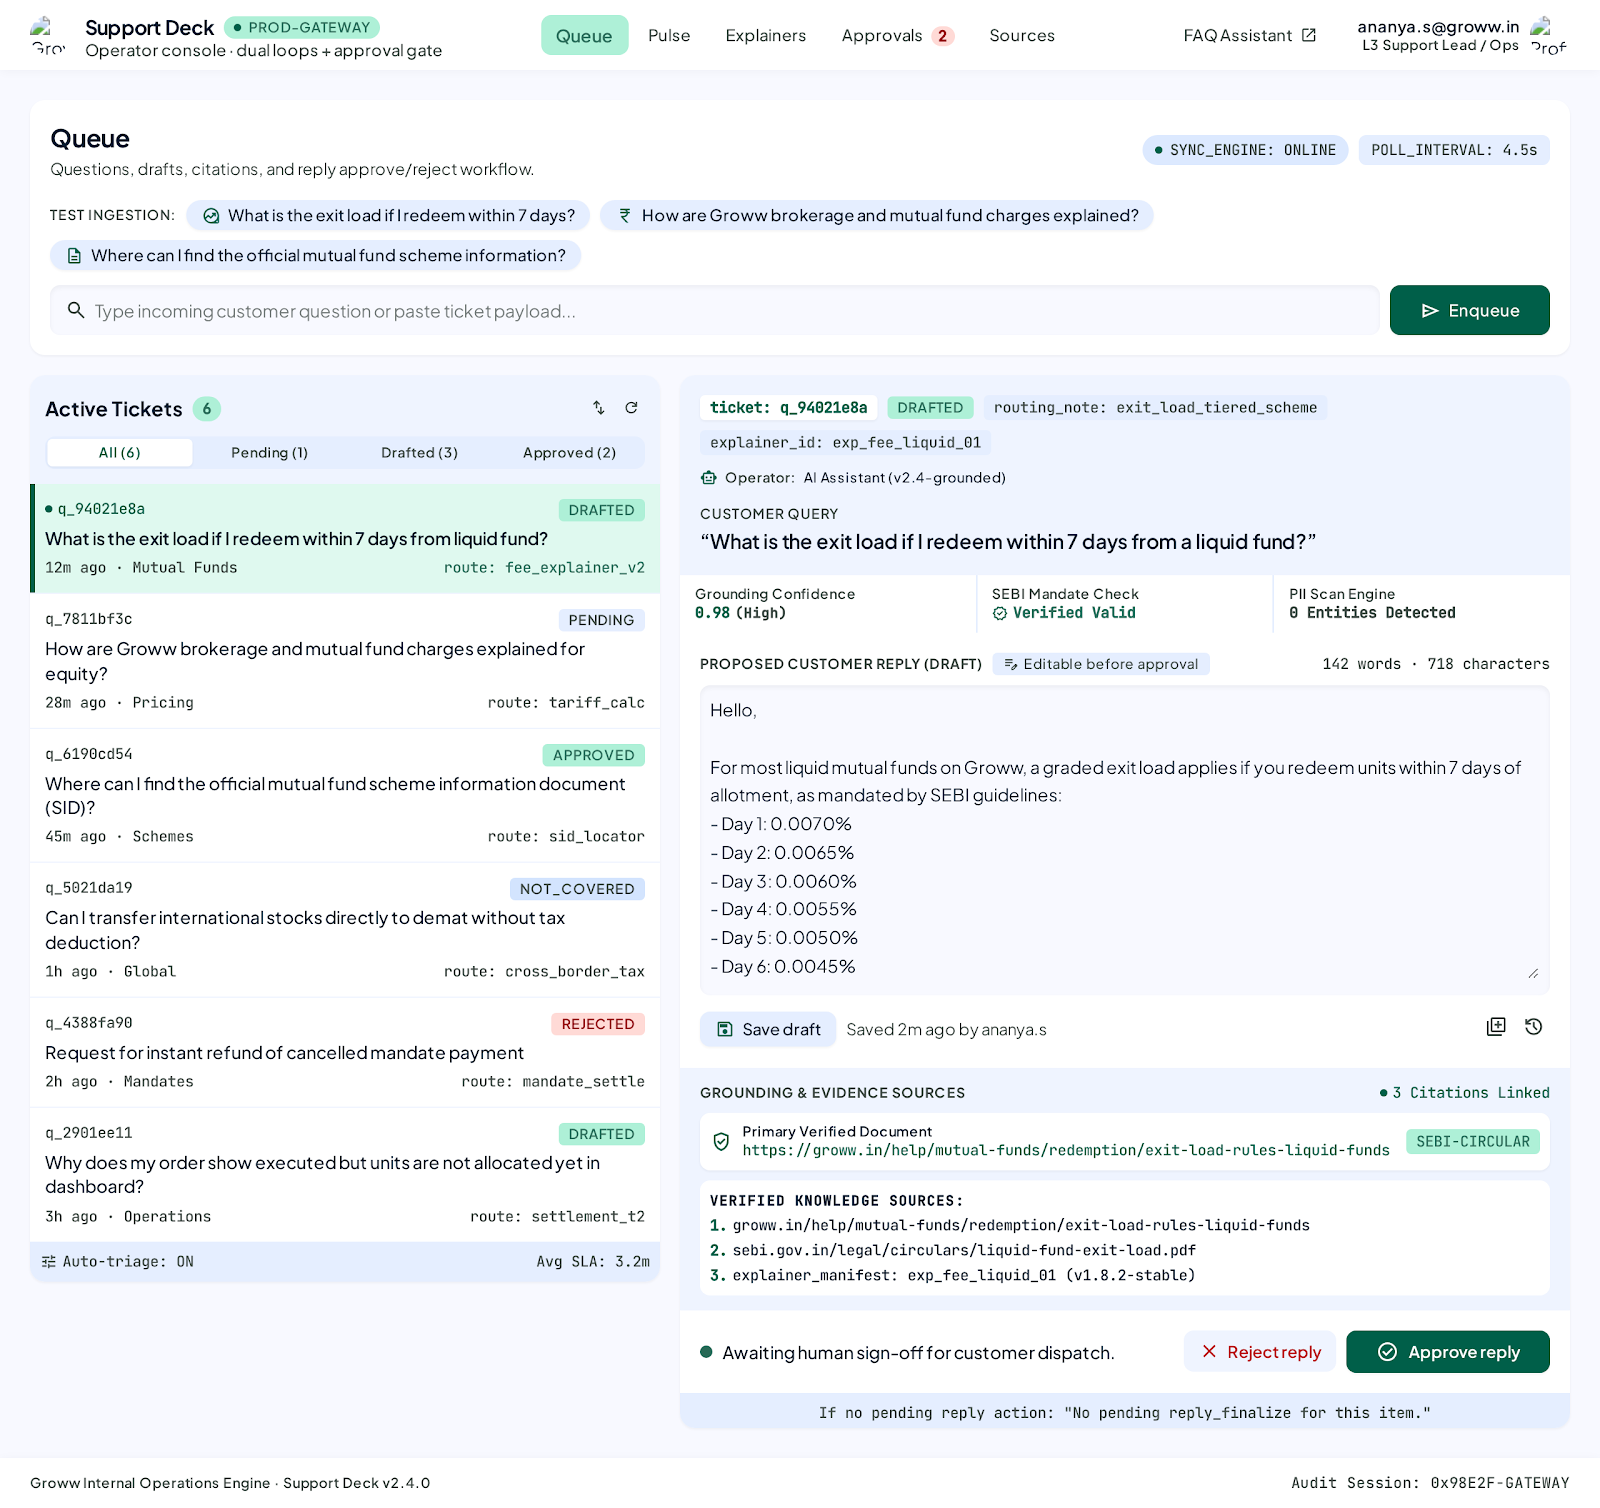 Gro
Support Deck
PROD-GATEWAY
Operator console · dual loops + approval gate
Queue
Pulse
Explainers
Approvals 2
Sources
FAQ Assistant
ananya.s@groww.in
L3 Support Lead / Ops
Prof
Queue
Questions, drafts, citations, and reply approve/reject workflow.
SYNC_ENGINE: ONLINE
POLL_INTERVAL: 4.5s
TEST INGESTION:
What is the exit load if I redeem within 7 days?
₹ How are Groww brokerage and mutual fund charges explained?
Where can I find the official mutual fund scheme information?
Type incoming customer question or paste ticket payload...
Enqueue
Active Tickets 6
All (6)
Pending (1)
Drafted (3)
Approved (2)
q_94021e8a
DRAFTED
What is the exit load if I redeem within 7 days from liquid fund?
12m ago · Mutual Funds
route: fee_explainer_v2
q_7811bf3c
PENDING
How are Groww brokerage and mutual fund charges explained for
equity?
28m ago · Pricing
route: tariff_calc
q_6190cd54
APPROVED
Where can I find the official mutual fund scheme information document
(SID)?
45m ago · Schemes
route: sid_locator
q_5021da19
NOT_COVERED
Can I transfer international stocks directly to demat without tax
deduction?
1h ago · Global
route: cross_border_tax
q_4388fa90
REJECTED
Request for instant refund of cancelled mandate payment
2h ago · Mandates
route: mandate_settle
q_2901ee11
DRAFTED
Why does my order show executed but units are not allocated yet in
dashboard?
3h ago · Operations
route: settlement_t2
Auto-triage: ON
Avg SLA: 3.2m
ticket: q_94021e8a
DRAFTED
routing_note: exit_load_tiered_scheme
explainer_id: exp_fee_liquid_01
Operator: AI Assistant (v2.4-grounded)
CUSTOMER QUERY
“What is the exit load if I redeem within 7 days from a liquid fund?”
Grounding Confidence
0.98 (High)
SEBI Mandate Check
Verified Valid
PII Scan Engine
0 Entities Detected
PROPOSED CUSTOMER REPLY (DRAFT)
Editable before approval
142 words · 718 characters
Hello,
For most liquid mutual funds on Groww, a graded exit load applies if you redeem units within 7 days of
allotment, as mandated by SEBI guidelines:
- Day 1: 0.0070%
- Day 2: 0.0065%
- Day 3: 0.0060%
- Day 4: 0.0055%
- Day 5: 0.0050%
- Day 6: 0.0045%
Save draft
Saved 2m ago by ananya.s
GROUNDING & EVIDENCE SOURCES
3 Citations Linked
Primary Verified Document
https://groww.in/help/mutual-funds/redemption/exit-load-rules-liquid-funds
SEBI-CIRCULAR
VERIFIED KNOWLEDGE SOURCES:
1. groww.in/help/mutual-funds/redemption/exit-load-rules-liquid-funds
2. sebi.gov.in/legal/circulars/liquid-fund-exit-load.pdf
3. explainer_manifest: exp_fee_liquid_01 (v1.8.2-stable)
Awaiting human sign-off for customer dispatch.
Reject reply
Approve reply
If no pending reply action: "No pending reply_finalize for this item."
Groww Internal Operations Engine · Support Deck v2.4.0
Audit Session: 0x98E2F-GATEWAY